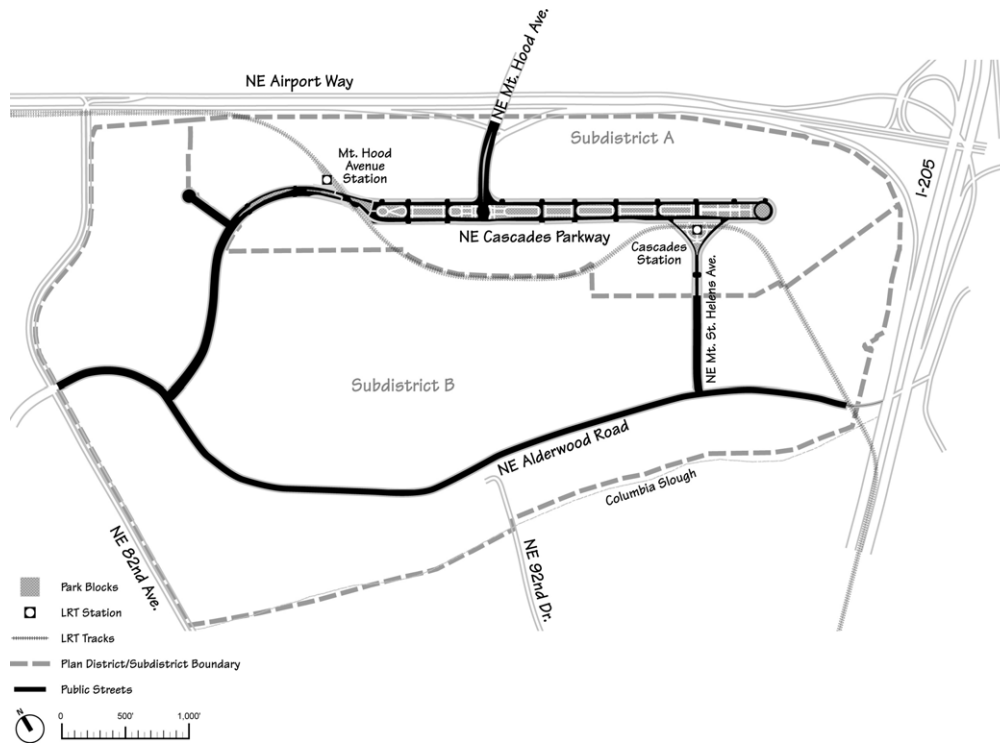 NE Mt. Hood Ave.
NE Airport Way
Subdistrict A
Mt. Hood
Avenue
Station
I-205
NE Cascades Parkway
Cascades
Station
NE Mt. St. Helens Ave.
Subdistrict B
NE Alderwood Road
Columbia Slough
NE 82nd Ave.
NE 92nd Dr.
Park Blocks
LRT Station
LRT Tracks
Plan District/Subdistrict Boundary
Public Streets
N
0 500' 1,000'